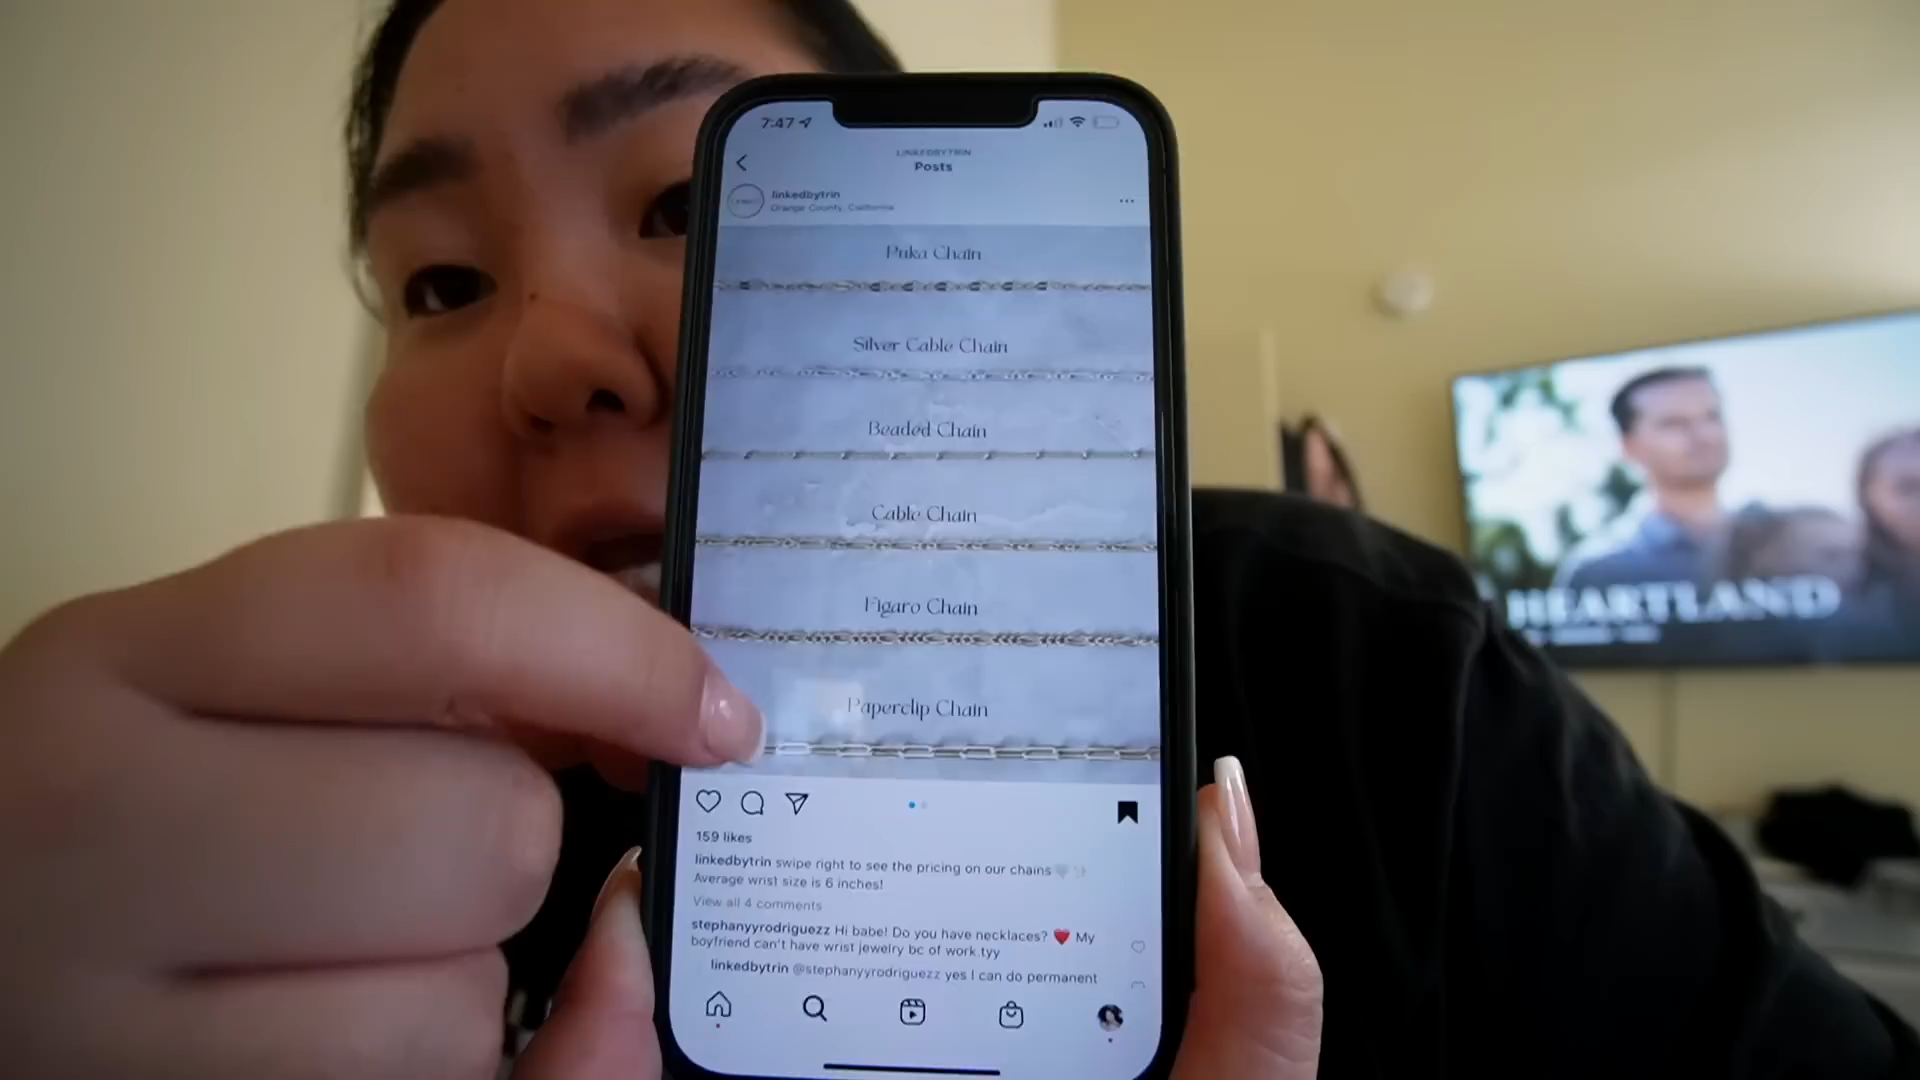 7:47
LINKEDBYTRIN
Posts
linkedbytrin
Orange County, California
Puka Chain
Silver Cable Chain
Beaded Chain
Cable Chain
Figaro Chain
Paperclip Chain
159 likes
linkedbytrin swipe right to see the pricing on our chains
Average wrist size is 6 inches!
View all 4 comments
stephanyyrodriguezz Hi babe! Do you have necklaces? ❤️ My
boyfriend can't have wrist jewelry bc of work.tyy
linkedbytrin @stephanyyrodriguezz yes I can do permanent
HEARTLAND